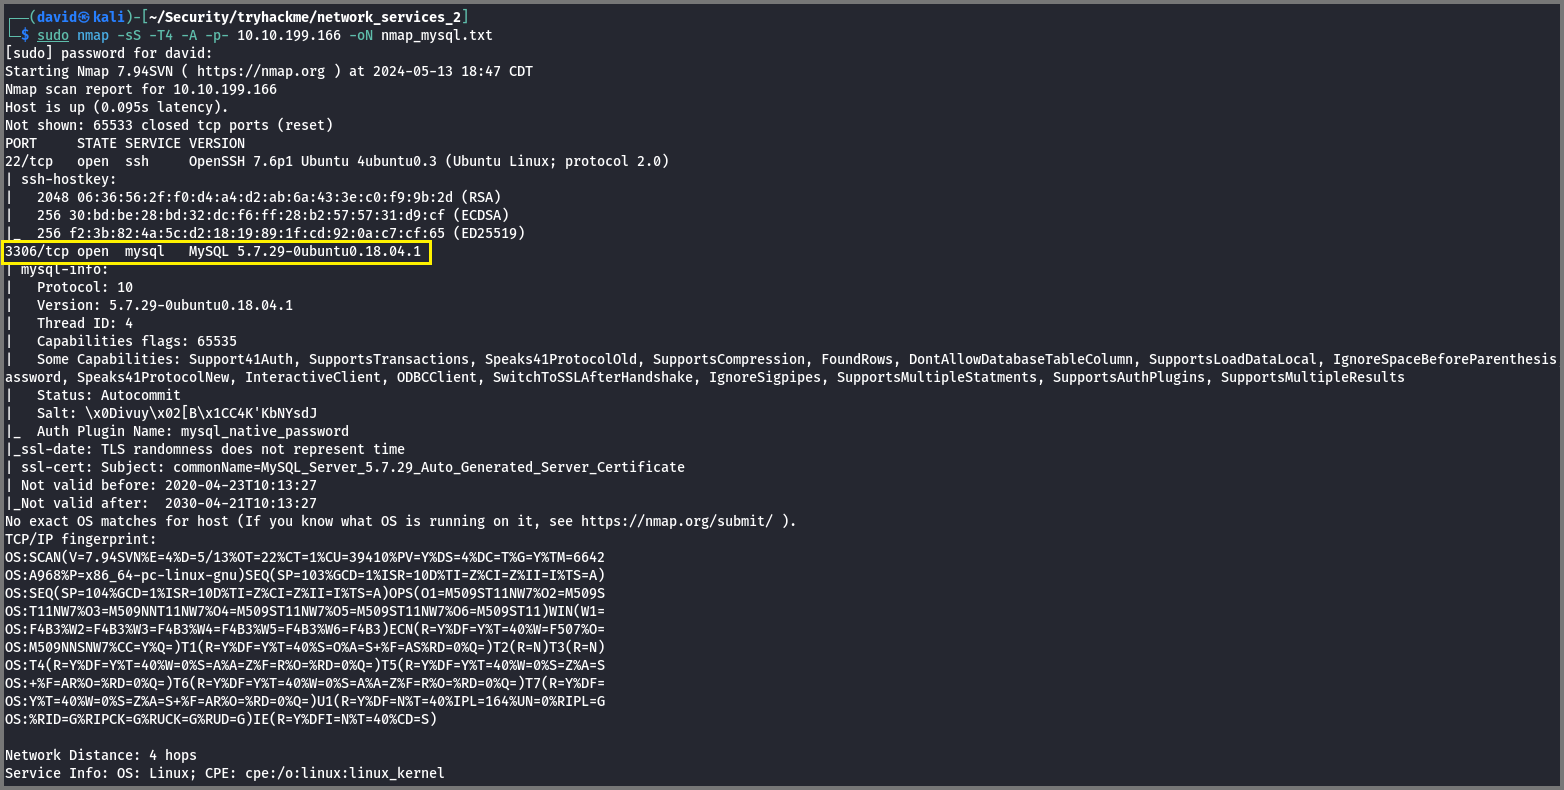 ┌──(david㉿kali)-[~/Security/tryhackme/network_services_2]
└─$ sudo nmap -sS -T4 -A -p- 10.10.199.166 -oN nmap_mysql.txt
[sudo] password for david:
Starting Nmap 7.94SVN ( https://nmap.org ) at 2024-05-13 18:47 CDT
Nmap scan report for 10.10.199.166
Host is up (0.095s latency).
Not shown: 65533 closed tcp ports (reset)
PORT     STATE SERVICE VERSION
22/tcp   open  ssh     OpenSSH 7.6p1 Ubuntu 4ubuntu0.3 (Ubuntu Linux; protocol 2.0)
| ssh-hostkey:
|   2048 06:36:56:2f:f0:d4:a4:d2:ab:6a:43:3e:c0:f9:9b:2d (RSA)
|   256 30:bd:be:28:bd:32:dc:f6:ff:28:b2:57:57:31:d9:cf (ECDSA)
|_  256 f2:3b:82:4a:5c:d2:18:19:89:1f:cd:92:0a:c7:cf:65 (ED25519)
3306/tcp open  mysql   MySQL 5.7.29-0ubuntu0.18.04.1
| mysql-info:
|   Protocol: 10
|   Version: 5.7.29-0ubuntu0.18.04.1
|   Thread ID: 4
|   Capabilities flags: 65535
|   Some Capabilities: Support41Auth, SupportsTransactions, Speaks41ProtocolOld, SupportsCompression, FoundRows, DontAllowDatabaseTableColumn, SupportsLoadDataLocal, IgnoreSpaceBeforeParenthesis
assword, Speaks41ProtocolNew, InteractiveClient, ODBCClient, SwitchToSSLAfterHandshake, IgnoreSigpipes, SupportsMultipleStatments, SupportsAuthPlugins, SupportsMultipleResults
|   Status: Autocommit
|   Salt: \x0Divuy\x02[B\x1CC4K'KbNYsdJ
|_  Auth Plugin Name: mysql_native_password
|_ssl-date: TLS randomness does not represent time
| ssl-cert: Subject: commonName=MySQL_Server_5.7.29_Auto_Generated_Server_Certificate
| Not valid before: 2020-04-23T10:13:27
|_Not valid after:  2030-04-21T10:13:27
No exact OS matches for host (If you know what OS is running on it, see https://nmap.org/submit/ ).
TCP/IP fingerprint:
OS:SCAN(V=7.94SVN%E=4%D=5/13%OT=22%CT=1%CU=39410%PV=Y%DS=4%DC=T%G=Y%TM=6642
OS:A968%P=x86_64-pc-linux-gnu)SEQ(SP=103%GCD=1%ISR=10D%TI=Z%CI=Z%II=I%TS=A)
OS:SEQ(SP=104%GCD=1%ISR=10D%TI=Z%CI=Z%II=I%TS=A)OPS(O1=M509ST11NW7%O2=M509S
OS:T11NW7%O3=M509NNT11NW7%O4=M509ST11NW7%O5=M509ST11NW7%O6=M509ST11)WIN(W1=
OS:F4B3%W2=F4B3%W3=F4B3%W4=F4B3%W5=F4B3%W6=F4B3)ECN(R=Y%DF=Y%T=40%W=F507%O=
OS:M509NNSNW7%CC=Y%Q=)T1(R=Y%DF=Y%T=40%S=O%A=S+%F=AS%RD=0%Q=)T2(R=N)T3(R=N)
OS:T4(R=Y%DF=Y%T=40%W=0%S=A%A=Z%F=R%O=%RD=0%Q=)T5(R=Y%DF=Y%T=40%W=0%S=Z%A=S
OS:+%F=AR%O=%RD=0%Q=)T6(R=Y%DF=Y%T=40%W=0%S=A%A=Z%F=R%O=%RD=0%Q=)T7(R=Y%DF=
OS:Y%T=40%W=0%S=Z%A=S+%F=AR%O=%RD=0%Q=)U1(R=Y%DF=N%T=40%IPL=164%UN=0%RIPL=G
OS:%RID=G%RIPCK=G%RUCK=G%RUD=G)IE(R=Y%DFI=N%T=40%CD=S)
Network Distance: 4 hops
Service Info: OS: Linux; CPE: cpe:/o:linux:linux_kernel